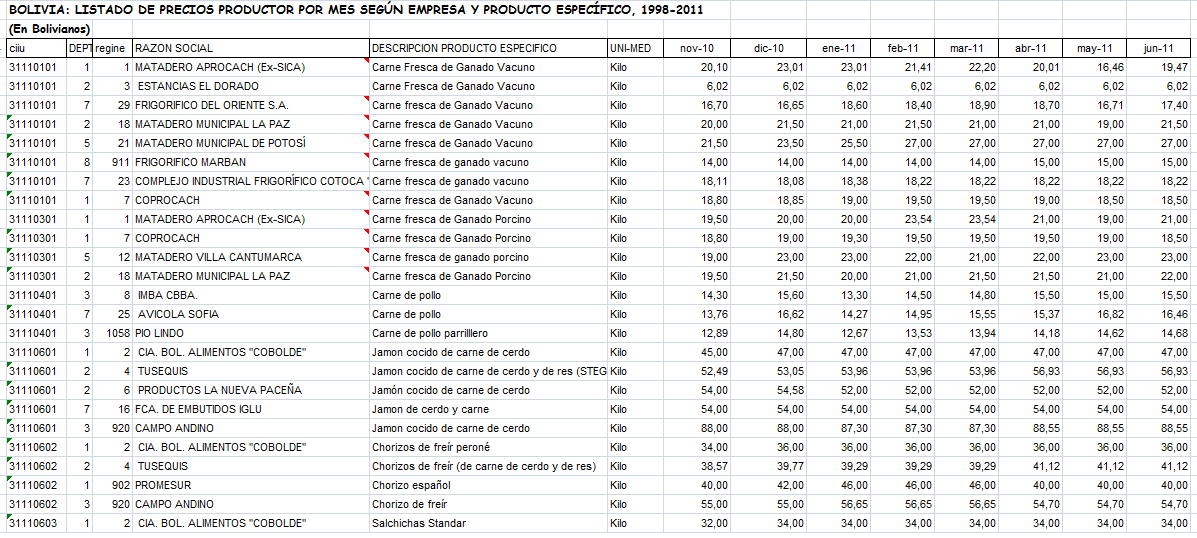 BOLIVIA: LISTADO DE PRECIOS PRODUCTOR POR MES SEGÚN EMPRESA Y PRODUCTO ESPECÍFICO, 1998-2011
(En Bolivianos)
ciiu DEPT regine RAZON SOCIAL DESCRIPCION PRODUCTO ESPECIFICO UNI-MED nov-10 dic-10 ene-11 feb-11 mar-11 abr-11 may-11 jun-11
31110101 1 1 MATADERO APROCACH (Ex-SICA) Carne Fresca de Ganado Vacuno Kilo 20,10 23,01 23,01 21,41 22,20 20,01 16,46 19,47
31110101 2 3 ESTANCIAS EL DORADO Carne Fresca de Ganado Vacuno Kilo 6,02 6,02 6,02 6,02 6,02 6,02 6,02 6,02
31110101 7 29 FRIGORIFICO DEL ORIENTE S.A. Carne fresca de Ganado Vacuno Kilo 16,70 16,65 18,60 18,40 18,90 18,70 16,71 17,40
31110101 2 18 MATADERO MUNICIPAL LA PAZ Carne fresca de Ganado Vacuno Kilo 20,00 21,50 21,00 21,50 21,00 21,00 19,00 21,50
31110101 5 21 MATADERO MUNICIPAL DE POTOSÍ Carne fresca de Ganado Vacuno Kilo 21,50 23,50 25,50 27,00 27,00 27,00 27,00 27,00
31110101 8 911 FRIGORIFICO MARBAN Carne fresca de ganado vacuno Kilo 14,00 14,00 14,00 14,00 14,00 15,00 15,00 15,00
31110101 7 23 COMPLEJO INDUSTRIAL FRIGORÍFICO COTOCA " Carne fresca de ganado vacuno Kilo 18,11 18,08 18,38 18,22 18,22 18,22 18,22 18,22
31110101 1 7 COPROCACH Carne fresca de Ganado Vacuno Kilo 18,80 18,85 19,00 19,50 19,50 19,00 18,50 18,50
31110301 1 1 MATADERO APROCACH (Ex-SICA) Carne fresca de Ganado Porcino Kilo 19,50 20,00 20,00 23,54 23,54 21,00 19,00 21,00
31110301 1 7 COPROCACH Carne fresca de Ganado Porcino Kilo 18,80 19,00 19,30 19,50 19,50 19,50 19,00 18,50
31110301 5 12 MATADERO VILLA CANTUMARCA Carne fresca de ganado porcino Kilo 19,00 23,00 23,00 22,00 21,00 22,00 23,00 23,00
31110301 2 18 MATADERO MUNICIPAL LA PAZ Carne fresca de Ganado Porcino Kilo 19,50 21,50 20,00 21,00 21,00 21,50 21,00 22,00
31110401 3 8 IMBA CBBA. Carne de pollo Kilo 14,30 15,60 13,30 14,50 14,80 15,50 15,00 15,50
31110401 7 25 AVICOLA SOFIA Carne de pollo Kilo 13,76 16,62 14,27 14,95 15,55 15,37 16,82 16,46
31110401 3 1058 PIO LINDO Carne de pollo parrilllero Kilo 12,89 14,80 12,67 13,53 13,94 14,18 14,62 14,68
31110601 1 2 CIA. BOL. ALIMENTOS "COBOLDE" Jamon cocido de carne de cerdo Kilo 45,00 47,00 47,00 47,00 47,00 47,00 47,00 47,00
31110601 2 4 TUSEQUIS Jamon cocido de carne de cerdo y de res (STEG Kilo 52,49 53,05 53,96 53,96 53,96 56,93 56,93 56,93
31110601 2 6 PRODUCTOS LA NUEVA PACEÑA Jamón cocido de carne de cerdo Kilo 54,00 54,58 52,00 52,00 52,00 52,00 52,00 52,00
31110601 7 16 FCA. DE EMBUTIDOS IGLU Jamon de cerdo y carne Kilo 54,00 54,00 54,00 54,00 54,00 54,00 54,00 54,00
31110601 3 920 CAMPO ANDINO Jamon cocido de carne de cerdo Kilo 88,00 88,00 87,30 87,30 87,30 88,55 88,55 88,55
31110602 1 2 CIA. BOL. ALIMENTOS "COBOLDE" Chorizos de freír peroné Kilo 34,00 36,00 36,00 36,00 36,00 36,00 36,00 36,00
31110602 2 4 TUSEQUIS Chorizos de freír (de carne de cerdo y de res) Kilo 38,57 39,77 39,29 39,29 39,29 41,12 41,12 41,12
31110602 1 902 PROMESUR Chorizo español Kilo 40,00 42,00 46,00 46,00 46,00 40,00 40,00 40,00
31110602 3 920 CAMPO ANDINO Chorizo de freír Kilo 55,00 55,00 56,65 56,65 56,65 54,70 54,70 54,70
31110603 1 2 CIA. BOL. ALIMENTOS "COBOLDE" Salchichas Standar Kilo 32,00 34,00 34,00 34,00 34,00 34,00 34,00 34,00